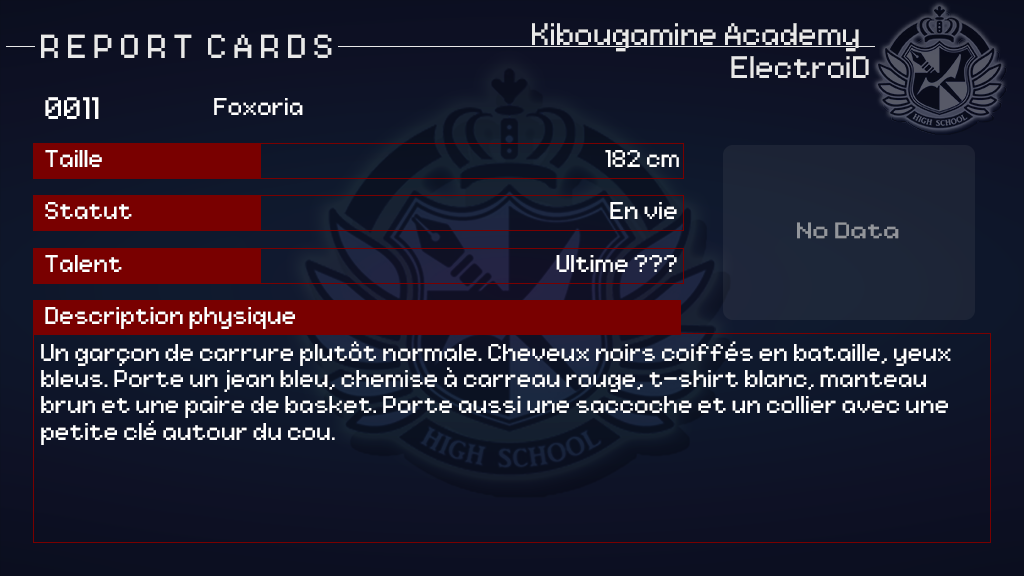 REPORT CARDS
Kibougamine Academy
ElectroiD
HIGH SCHOOL
0011 Foxoria
Taille 182 cm
Statut En vie
Talent Ultime ???
No Data
Description physique
Un garçon de carrure plutôt normale. Cheveux noirs coiffés en bataille, yeux
bleus. Porte un jean bleu, chemise à carreau rouge, t-shirt blanc, manteau
brun et une paire de basket. Porte aussi une saccoche et un collier avec une
petite clé autour du cou.
HIGH SCHOOL